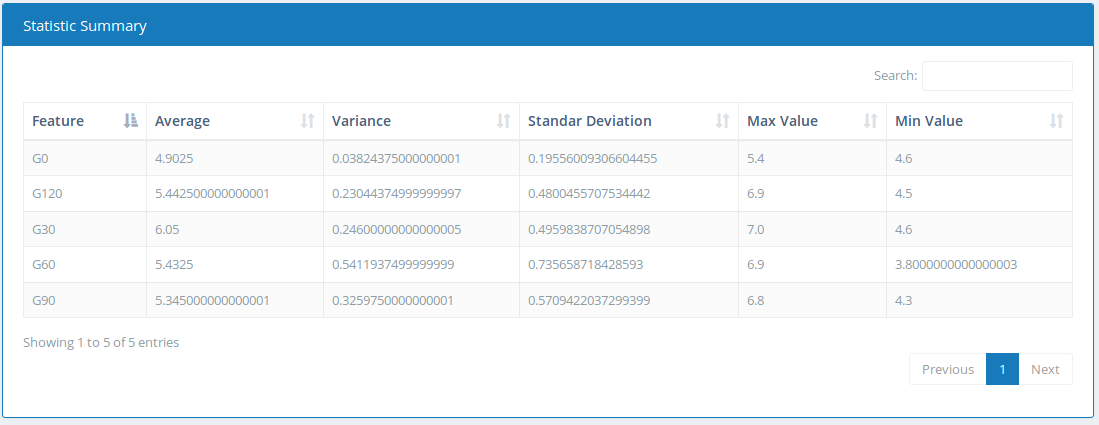 Statistic Summary
Search:
Feature Average Variance Standar Deviation Max Value Min Value
G0 4.9025 0.03824375000000001 0.19556009306604455 5.4 4.6
G120 5.442500000000001 0.23044374999999997 0.4800455707534442 6.9 4.5
G30 6.05 0.24600000000000005 0.4959838707054898 7.0 4.6
G60 5.4325 0.5411937499999999 0.735658718428593 6.9 3.8000000000000003
G90 5.345000000000001 0.3259750000000001 0.5709422037299399 6.8 4.3
Showing 1 to 5 of 5 entries
Previous 1 Next